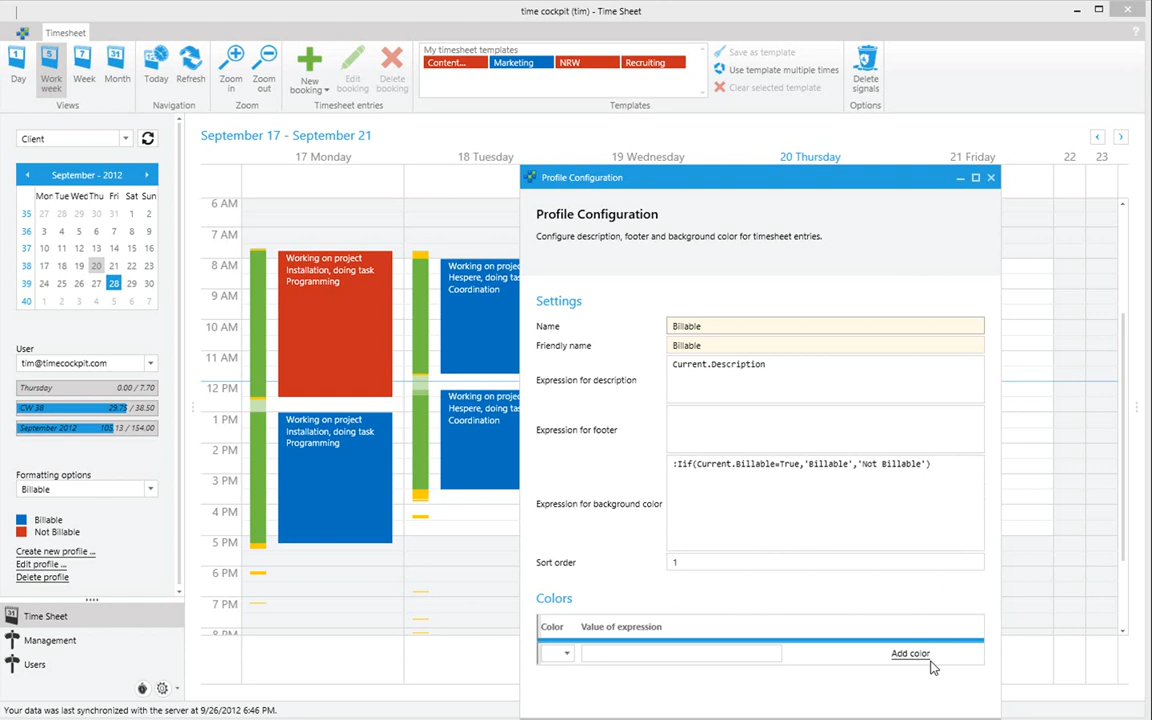 time cockpit (tim) - Time Sheet
Timesheet
Day
Work week
Week
Month
Views
Today
Refresh
Navigation
Zoom in
Zoom out
Zoom
New booking
Edit booking
Delete booking
Timesheet entries
My timesheet templates
Content...
Marketing
NRW
Recruiting
Save as template
Use template multiple times
Clear selected template
Templates
Delete signals
Options
Client
September - 2012
Mon Tue Wed Thu Fri Sat Sun
35 27 28 29 30 31 1 2
36 3 4 5 6 7 8 9
37 10 11 12 13 14 15 16
38 17 18 19 20 21 22 23
39 24 25 26 27 28 29 30
40 1 2 3 4 5 6 7
User
tim@timecockpit.com
Thursday 0.00 / 7.70
CW 38 29.75 / 38.50
September 2012 105.13 / 154.00
Formatting options
Billable
Billable
Not Billable
Create new profile ...
Edit profile ...
Delete profile
Time Sheet
Management
Users
Your data was last synchronized with the server at 9/26/2012 6:46 PM.
September 17 - September 21
17 Monday
18 Tuesday
19 Wednesday
20 Thursday
21 Friday
22
23
6 AM
7 AM
8 AM
9 AM
10 AM
11 AM
12 PM
1 PM
2 PM
3 PM
4 PM
5 PM
6 PM
7 PM
8 PM
Working on project
Installation, doing task
Programming
Working on project
Installation, doing task
Programming
Working on projec
Hespere, doing ta
Coordination
Working on projec
Hespere, doing tas
Coordination
Profile Configuration
Profile Configuration
Configure description, footer and background color for timesheet entries.
Settings
Name
Billable
Friendly name
Billable
Expression for description
Current.Description
Expression for footer
Expression for background color
:Iif(Current.Billable=True,'Billable','Not Billable')
Sort order
1
Colors
Color
Value of expression
Add color